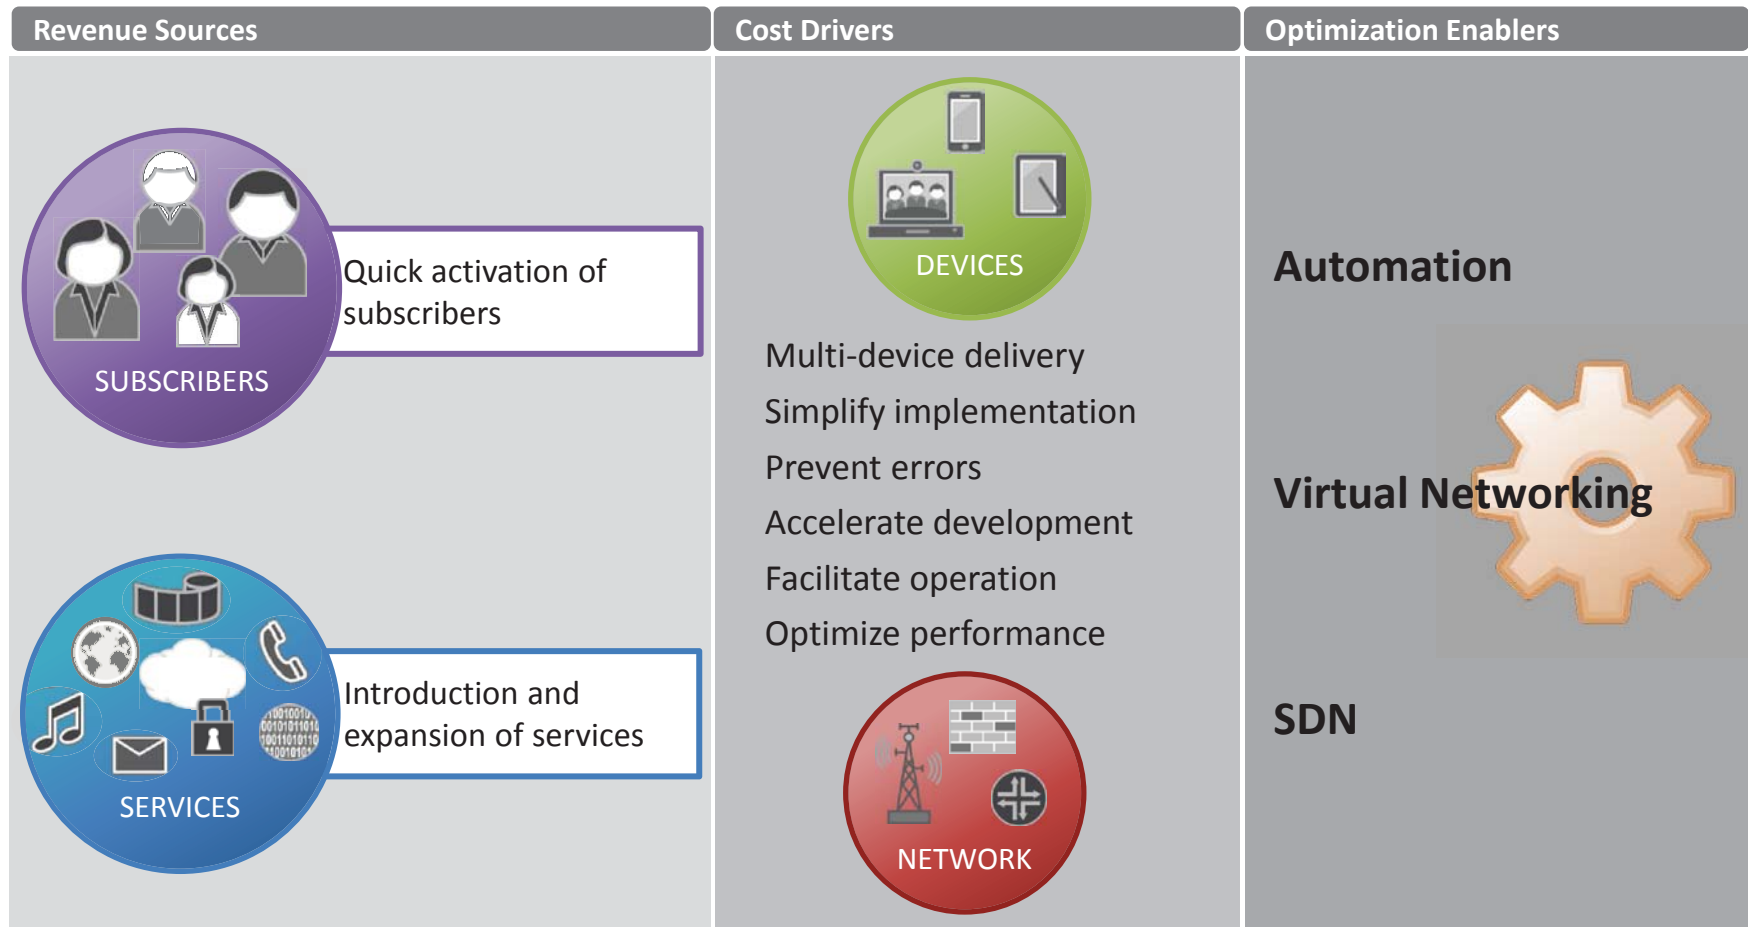 Revenue Sources
Cost Drivers
Optimization Enablers
SUBSCRIBERS
Quick activation of
subscribers
SERVICES
Introduction and
expansion of services
DEVICES
Multi-device delivery
Simplify implementation
Prevent errors
Accelerate development
Facilitate operation
Optimize performance
NETWORK
Automation
Virtual Networking
SDN